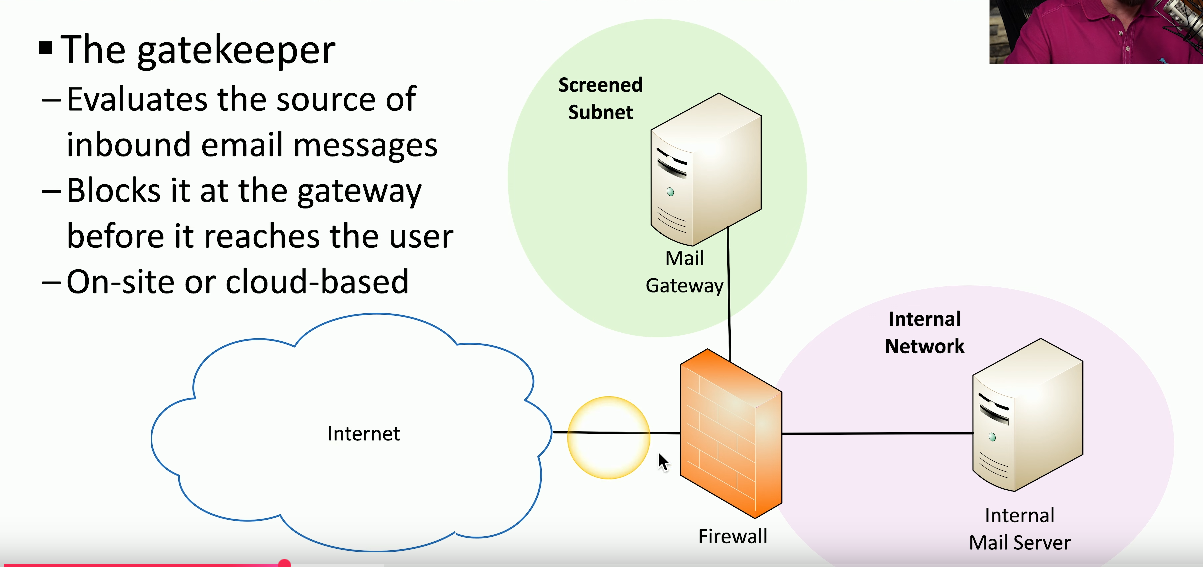 ▪ The gatekeeper
– Evaluates the source of
inbound email messages
– Blocks it at the gateway
before it reaches the user
– On-site or cloud-based
Screened
Subnet
Mail
Gateway
Internal
Network
Internet
Firewall
Internal
Mail Server